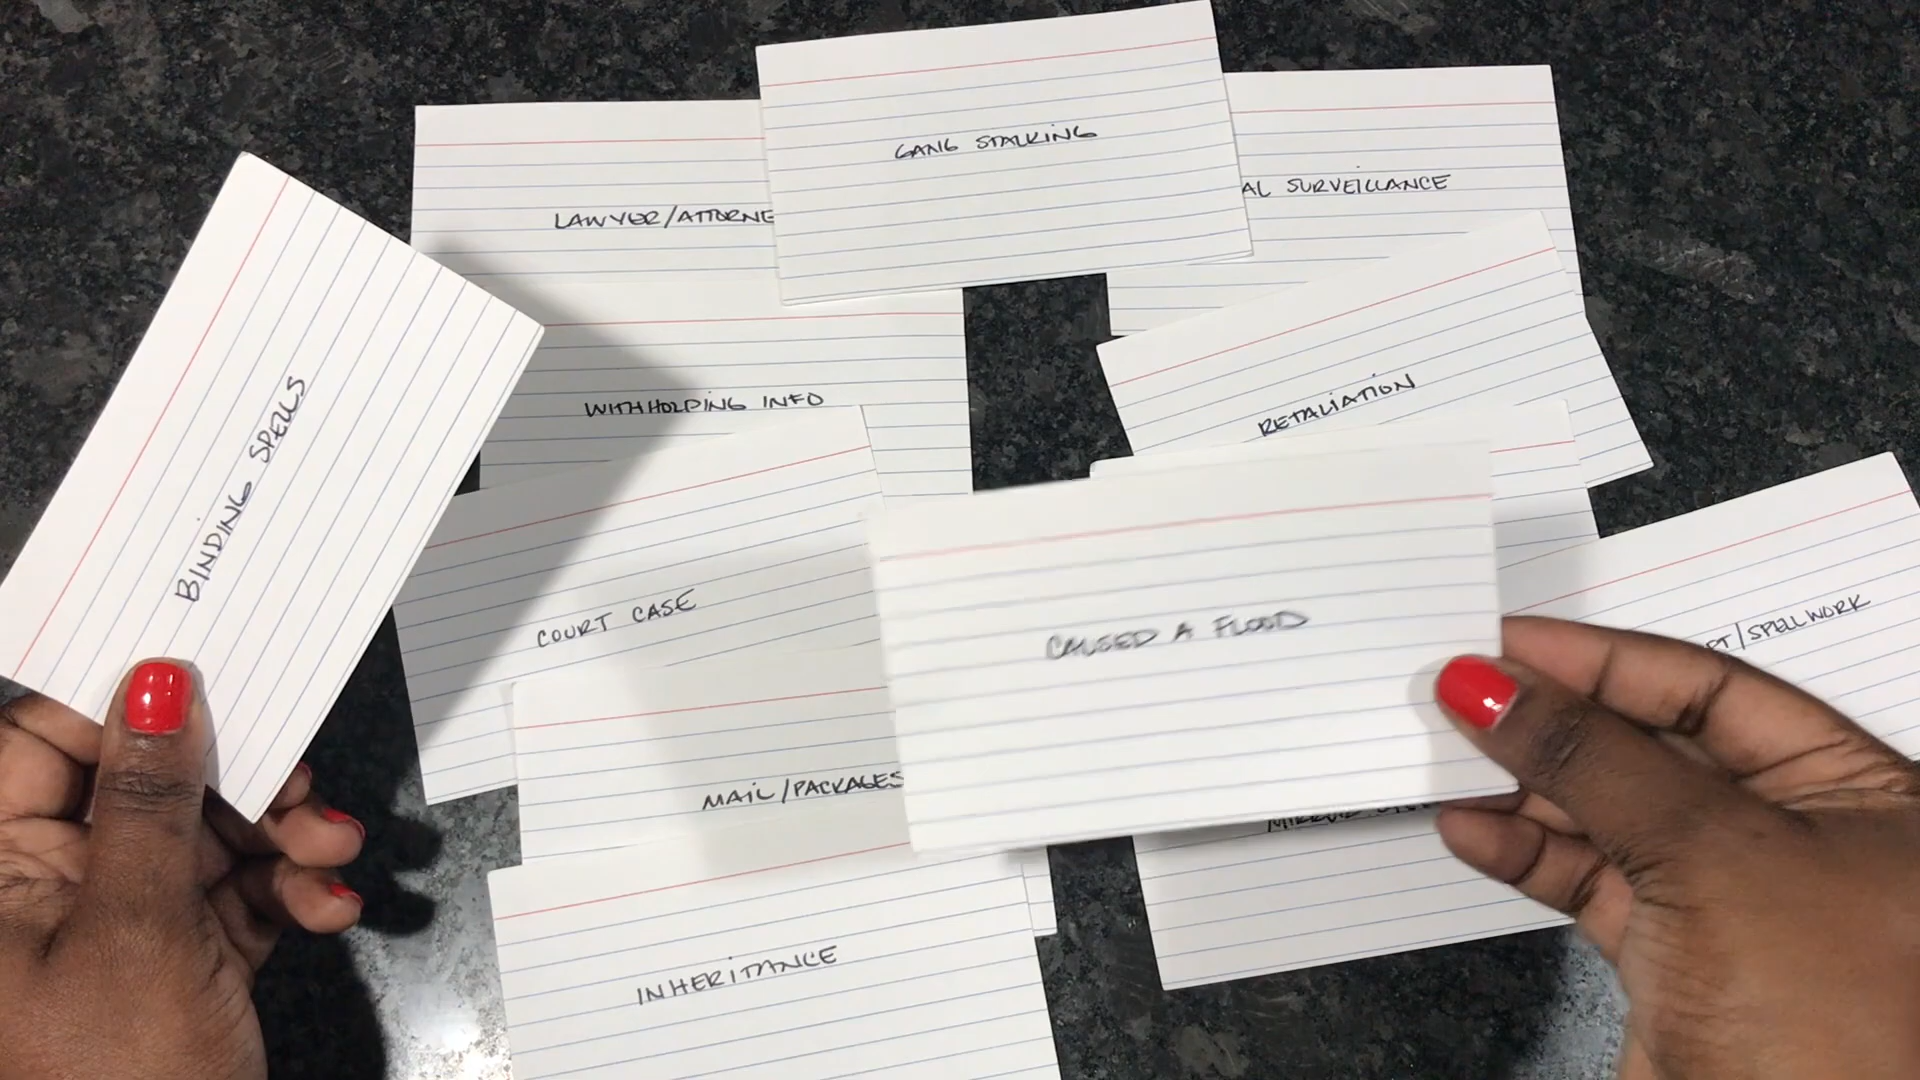 GANG STALKING
LAWYER/ATTORNE
AL SURVEILLANCE
WITHHOLDING INFO
RETALIATION
BINDING SPELLS
COURT CASE
CAUSED A FLOOD
PT/SPELLWORK
MAIL/PACKAGES
INHERITANCE